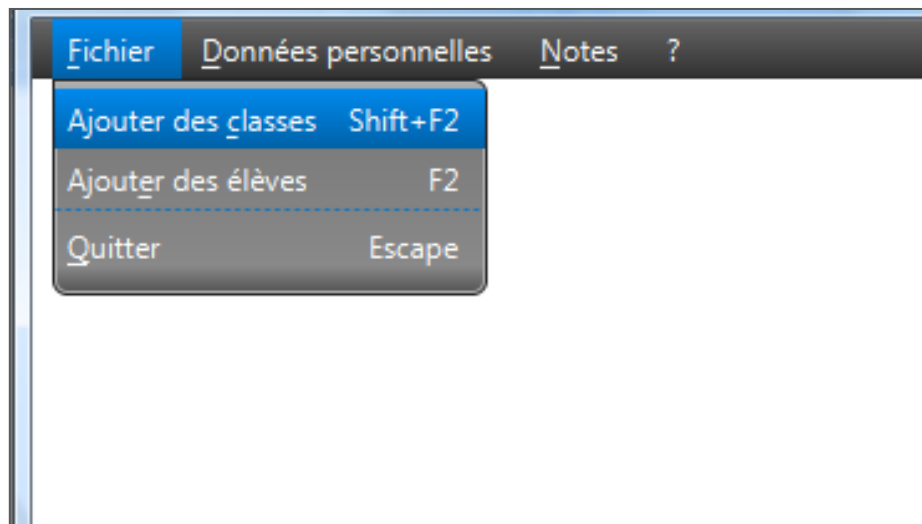 Fichier Données personnelles Notes ?
Ajouter des classes Shift+F2
Ajouter des élèves F2
Quitter Escape